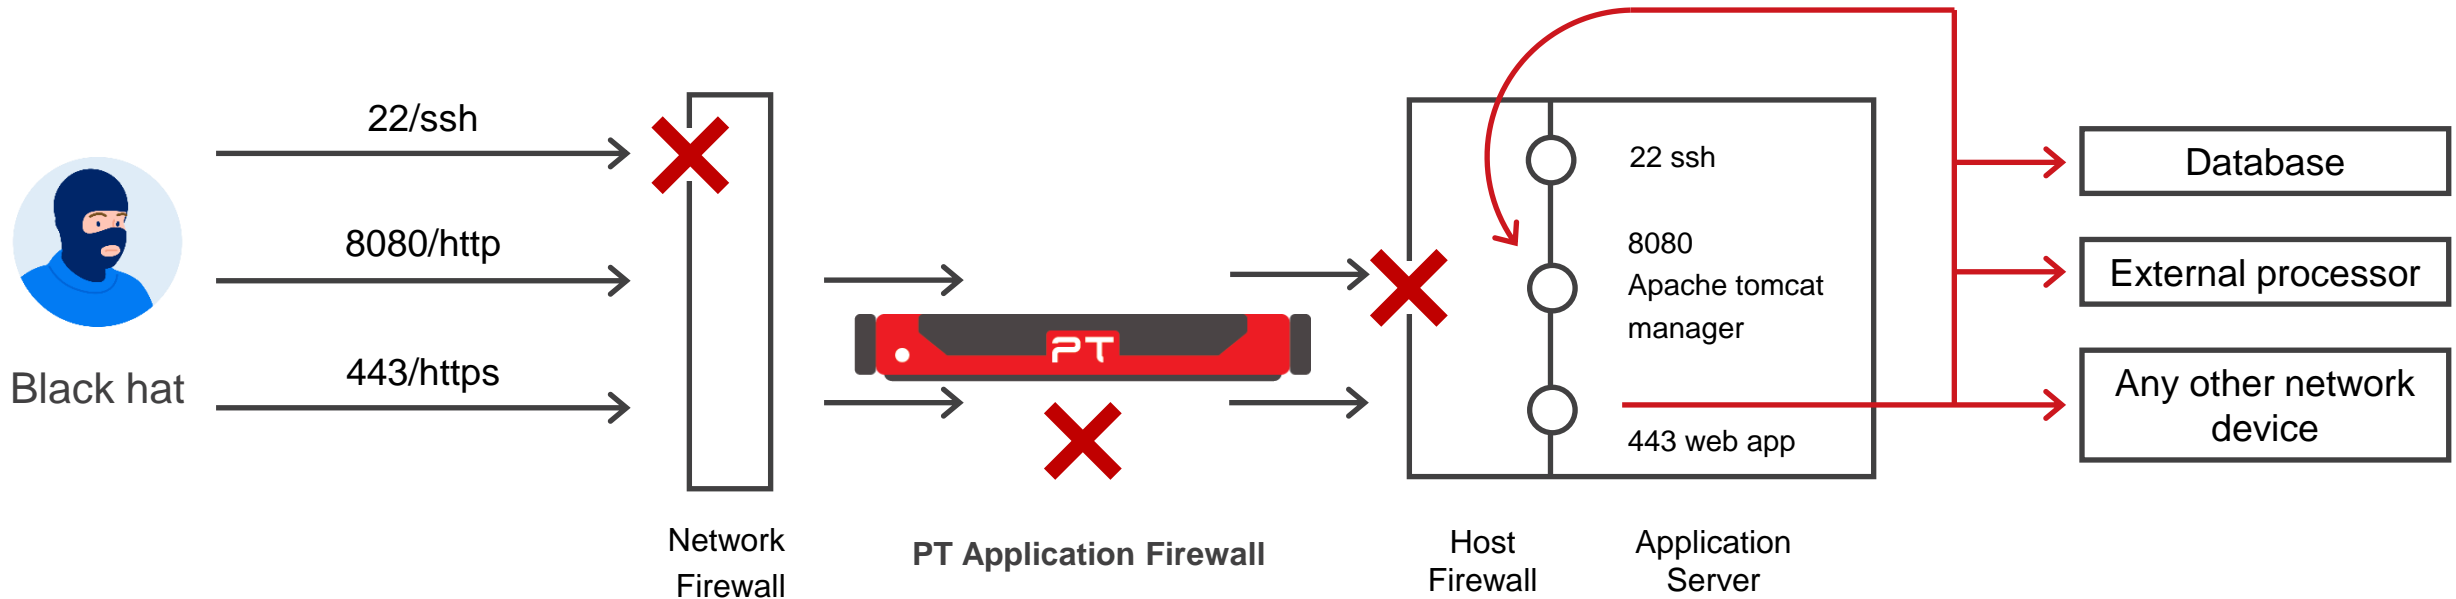 22/ssh
8080/http
443/https
Black hat
Network
Firewall
PT
PT Application Firewall
22 ssh
8080
Apache tomcat
manager
443 web app
Host
Firewall
Application
Server
Database
External processor
Any other network
device